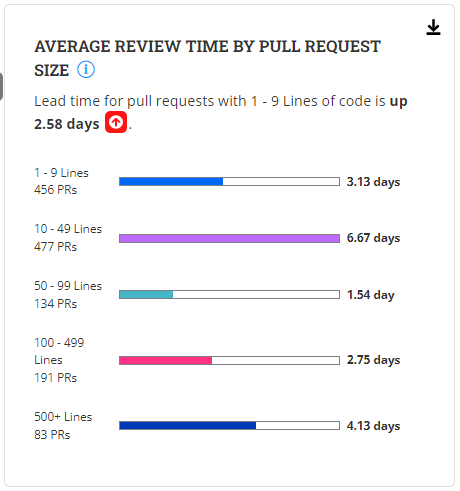 AVERAGE REVIEW TIME BY PULL REQUEST
SIZE
Lead time for pull requests with 1 - 9 Lines of code is up
2.58 days .
1 - 9 Lines
456 PRs
3.13 days
10 - 49 Lines
477 PRs
6.67 days
50 - 99 Lines
134 PRs
1.54 day
100 - 499
Lines
191 PRs
2.75 days
500+ Lines
83 PRs
4.13 days